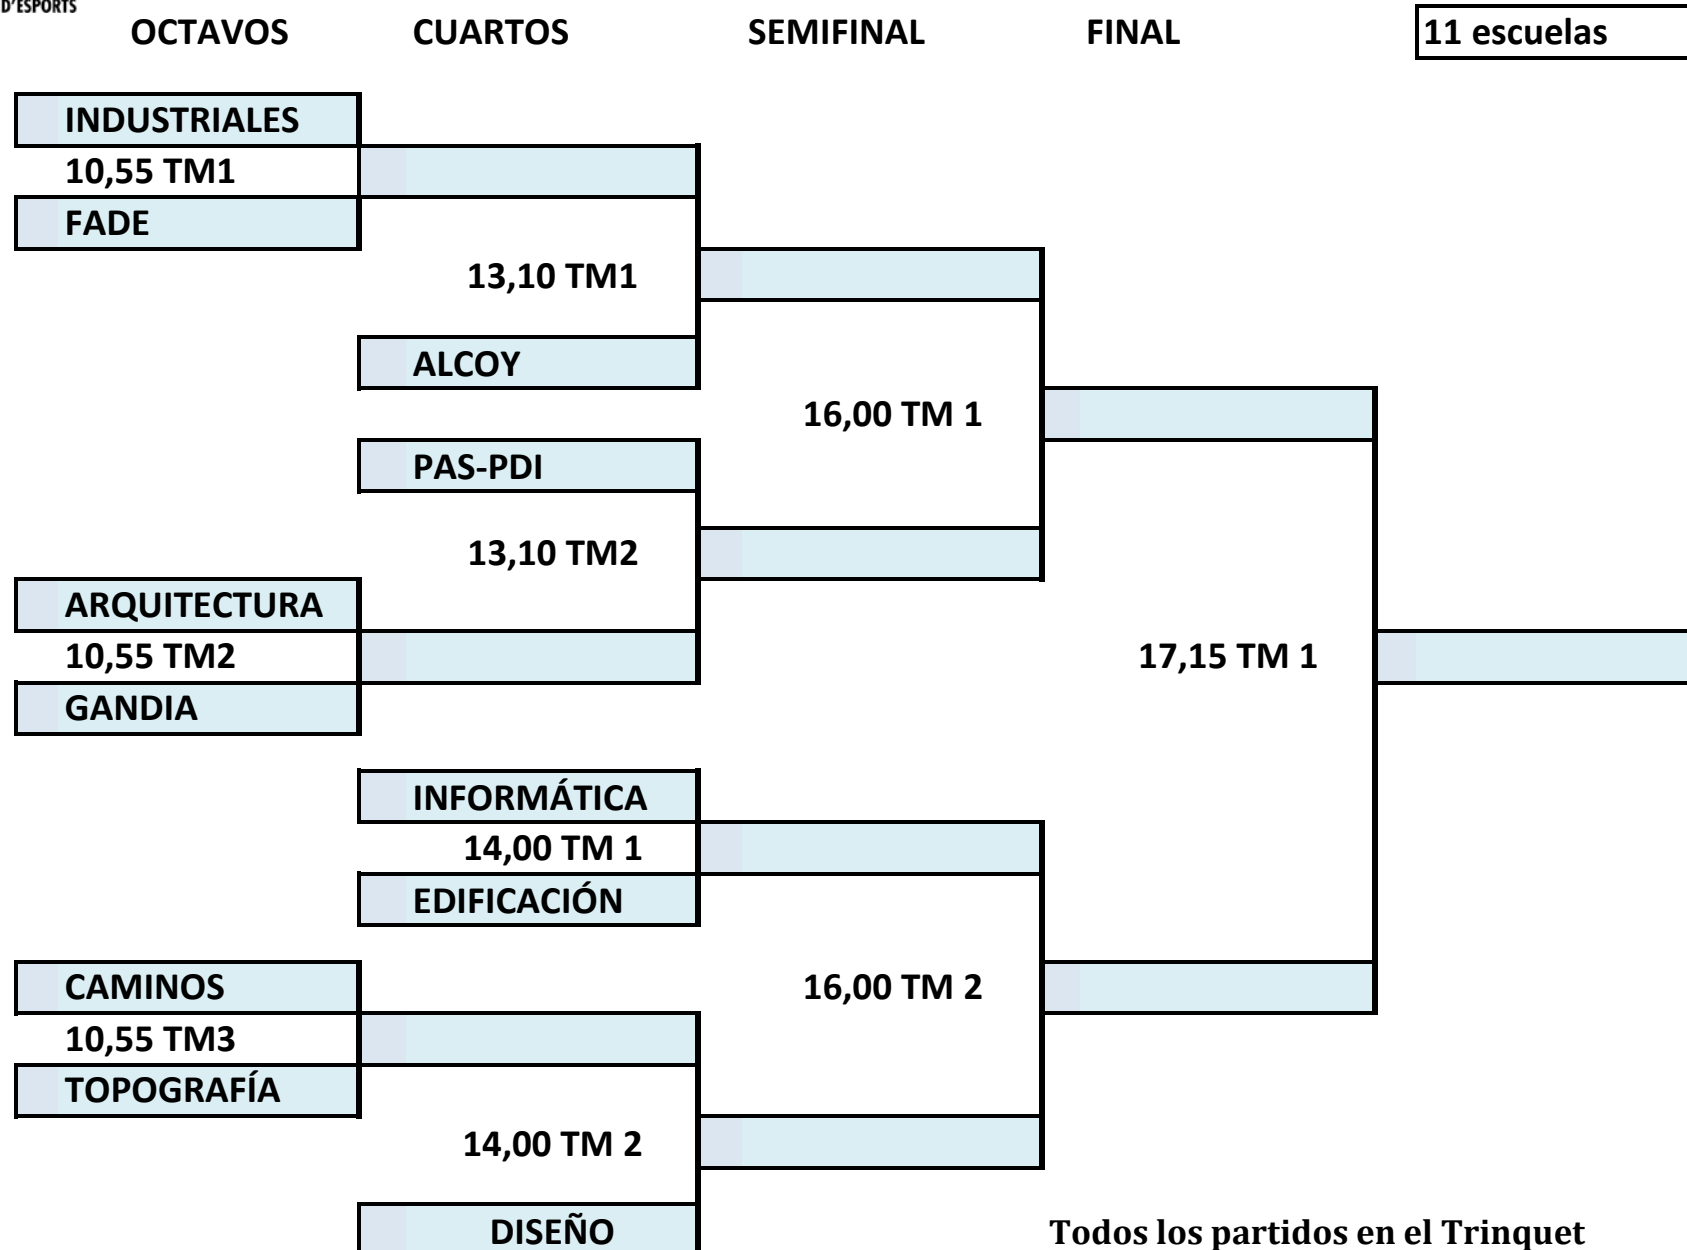 D'ESPORTS
OCTAVOS CUARTOS SEMIFINAL FINAL 11 escuelas
INDUSTRIALES
10,55 TM1
FADE
13,10 TM1
ALCOY
16,00 TM 1
PAS-PDI
13,10 TM2
ARQUITECTURA
10,55 TM2
17,15 TM 1
GANDIA
INFORMÁTICA
14,00 TM 1
EDIFICACIÓN
CAMINOS
16,00 TM 2
10,55 TM3
TOPOGRAFÍA
14,00 TM 2
DISEÑO
Todos los partidos en el Trinquet